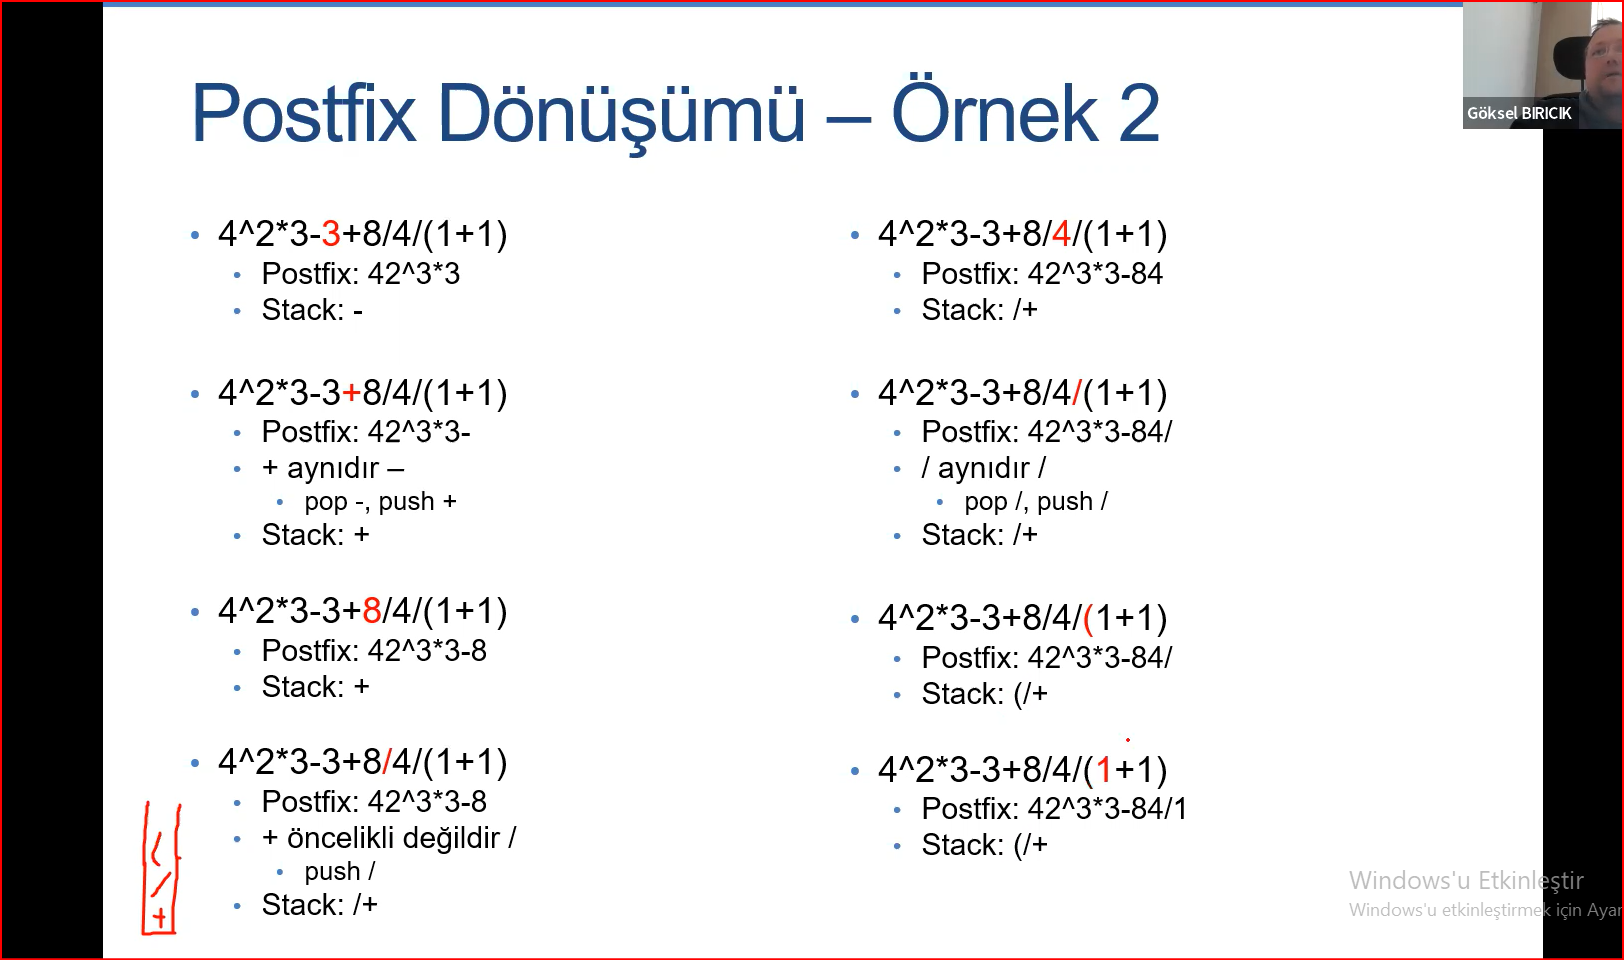 Göksel BIRICIK
Postfix Dönüşümü – Örnek 2
• 4^2*3-3+8/4/(1+1)
• Postfix: 42^3*3
• Stack: -
• 4^2*3-3+8/4/(1+1)
• Postfix: 42^3*3-
• + aynıdır –
• pop -, push +
• Stack: +
• 4^2*3-3+8/4/(1+1)
• Postfix: 42^3*3-8
• Stack: +
• 4^2*3-3+8/4/(1+1)
• Postfix: 42^3*3-8
• + öncelikli değildir /
• push /
• Stack: /+
( 
/
+
• 4^2*3-3+8/4/(1+1)
• Postfix: 42^3*3-84
• Stack: /+
• 4^2*3-3+8/4/(1+1)
• Postfix: 42^3*3-84/
• / aynıdır /
• pop /, push /
• Stack: /+
• 4^2*3-3+8/4/(1+1)
• Postfix: 42^3*3-84/
• Stack: (/+
• 4^2*3-3+8/4/(1+1)
• Postfix: 42^3*3-84/1
• Stack: (/+
Windows'u Etkinleştir
Windows'u etkinleştirmek için Ayar